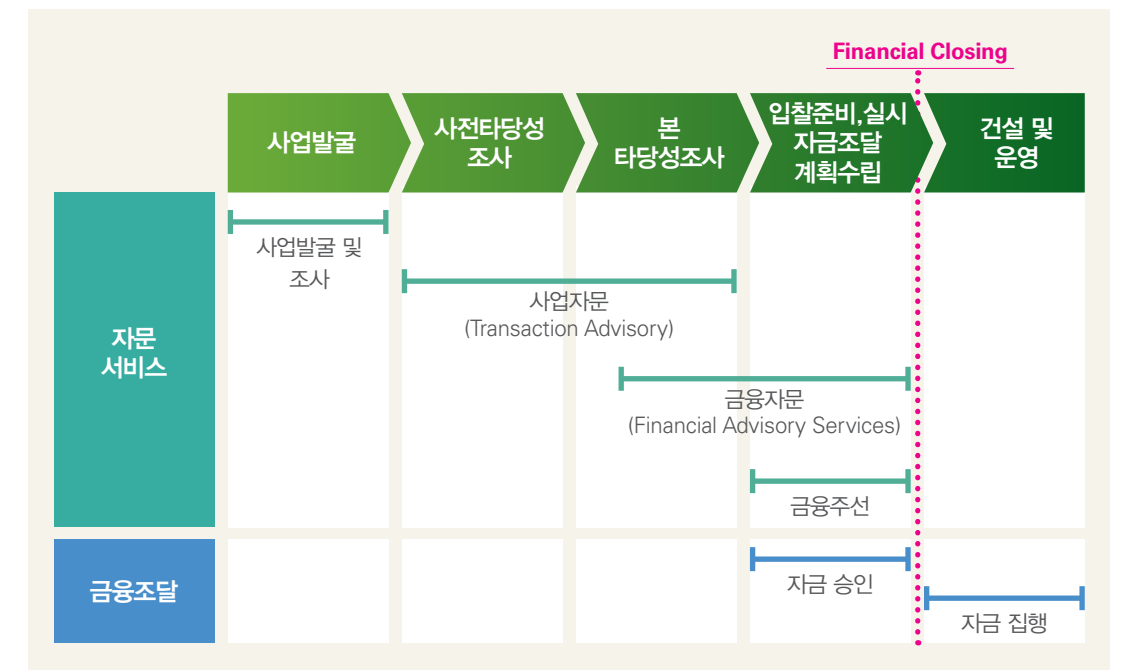 Financial Closing
사업발굴
사전타당성
조사
본
타당성조사
입찰준비,실시
자금조달
계획수립
건설 및
운영
자문
서비스
사업발굴 및
조사
사업자문
(Transaction Advisory)
금융자문
(Financial Advisory Services)
금융주선
금융조달
자금 승인
자금 집행